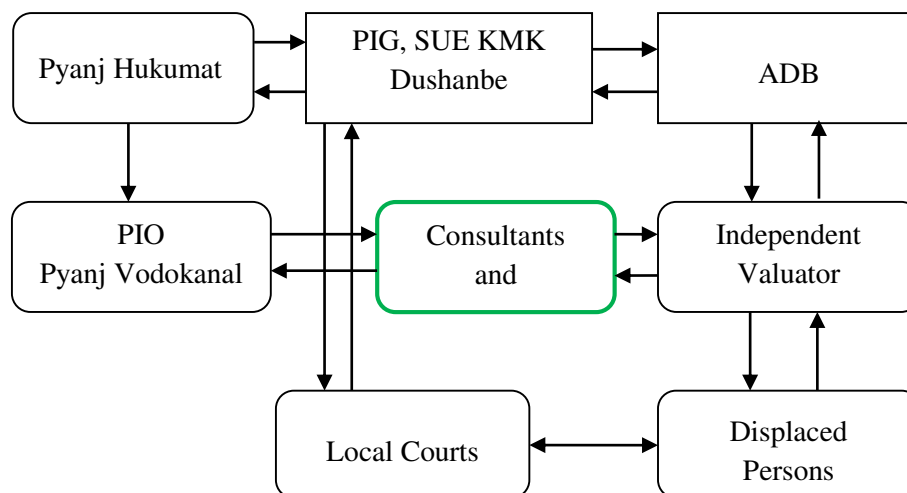 Pyanj Hukumat
PIG, SUE KMK
Dushanbe
ADB
PIO
Pyanj Vodokanal
Consultants
and
Independent
Valuator
Local Courts
Displaced
Persons